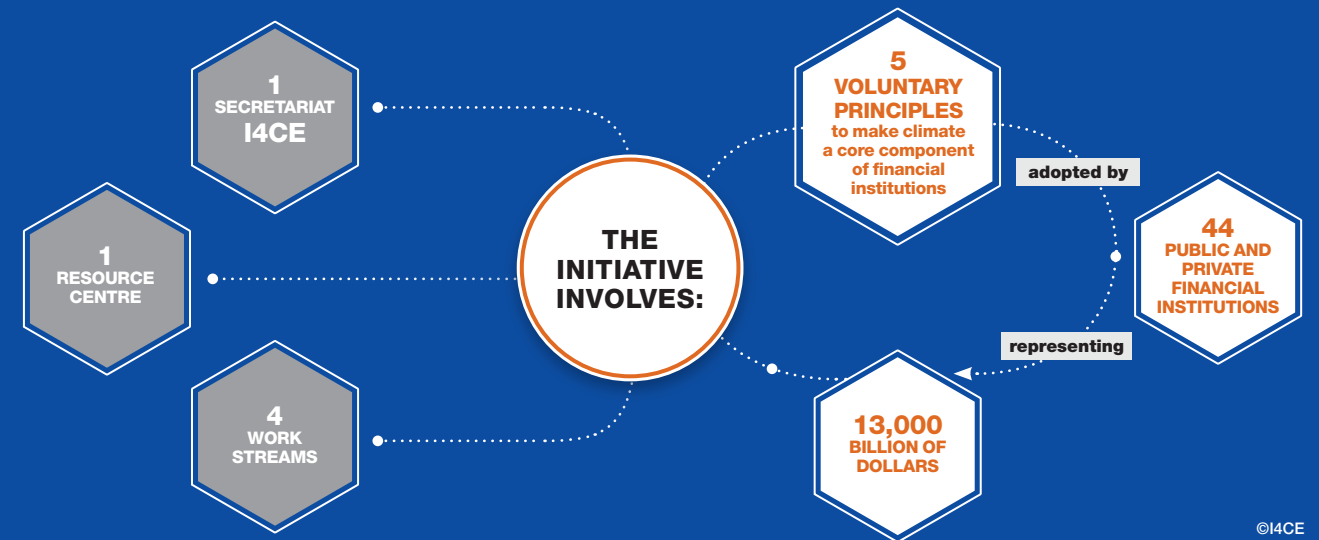 1
SECRETARIAT
I4CE
1
RESOURCE
CENTRE
4
WORK
STREAMS
THE
INITIATIVE
INVOLVES:
5
VOLUNTARY
PRINCIPLES
to make climate
a core component
of financial
institutions
adopted by
44
PUBLIC AND
PRIVATE
FINANCIAL
INSTITUTIONS
representing
13,000
BILLION OF
DOLLARS
©I4CE